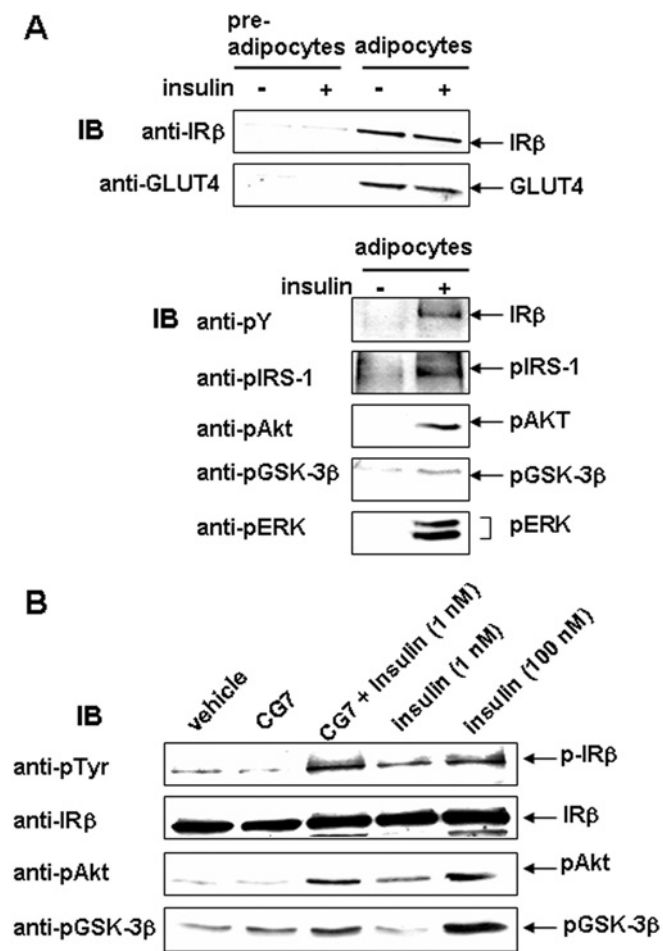 A
pre-
adipocytes adipocytes
insulin - + - +
IB anti-IRβ IRβ
anti-GLUT4 GLUT4
adipocytes
insulin - +
IB anti-pY IRβ
anti-pIRS-1 pIRS-1
anti-pAkt pAKT
anti-pGSK-3β pGSK-3β
anti-pERK pERK
B
IB vehicle CG7 CG7 + Insulin (1 nM) insulin (1 nM) insulin (100 nM)
anti-pTyr p-IRβ
anti-IRβ IRβ
anti-pAkt pAkt
anti-pGSK-3β pGSK-3β